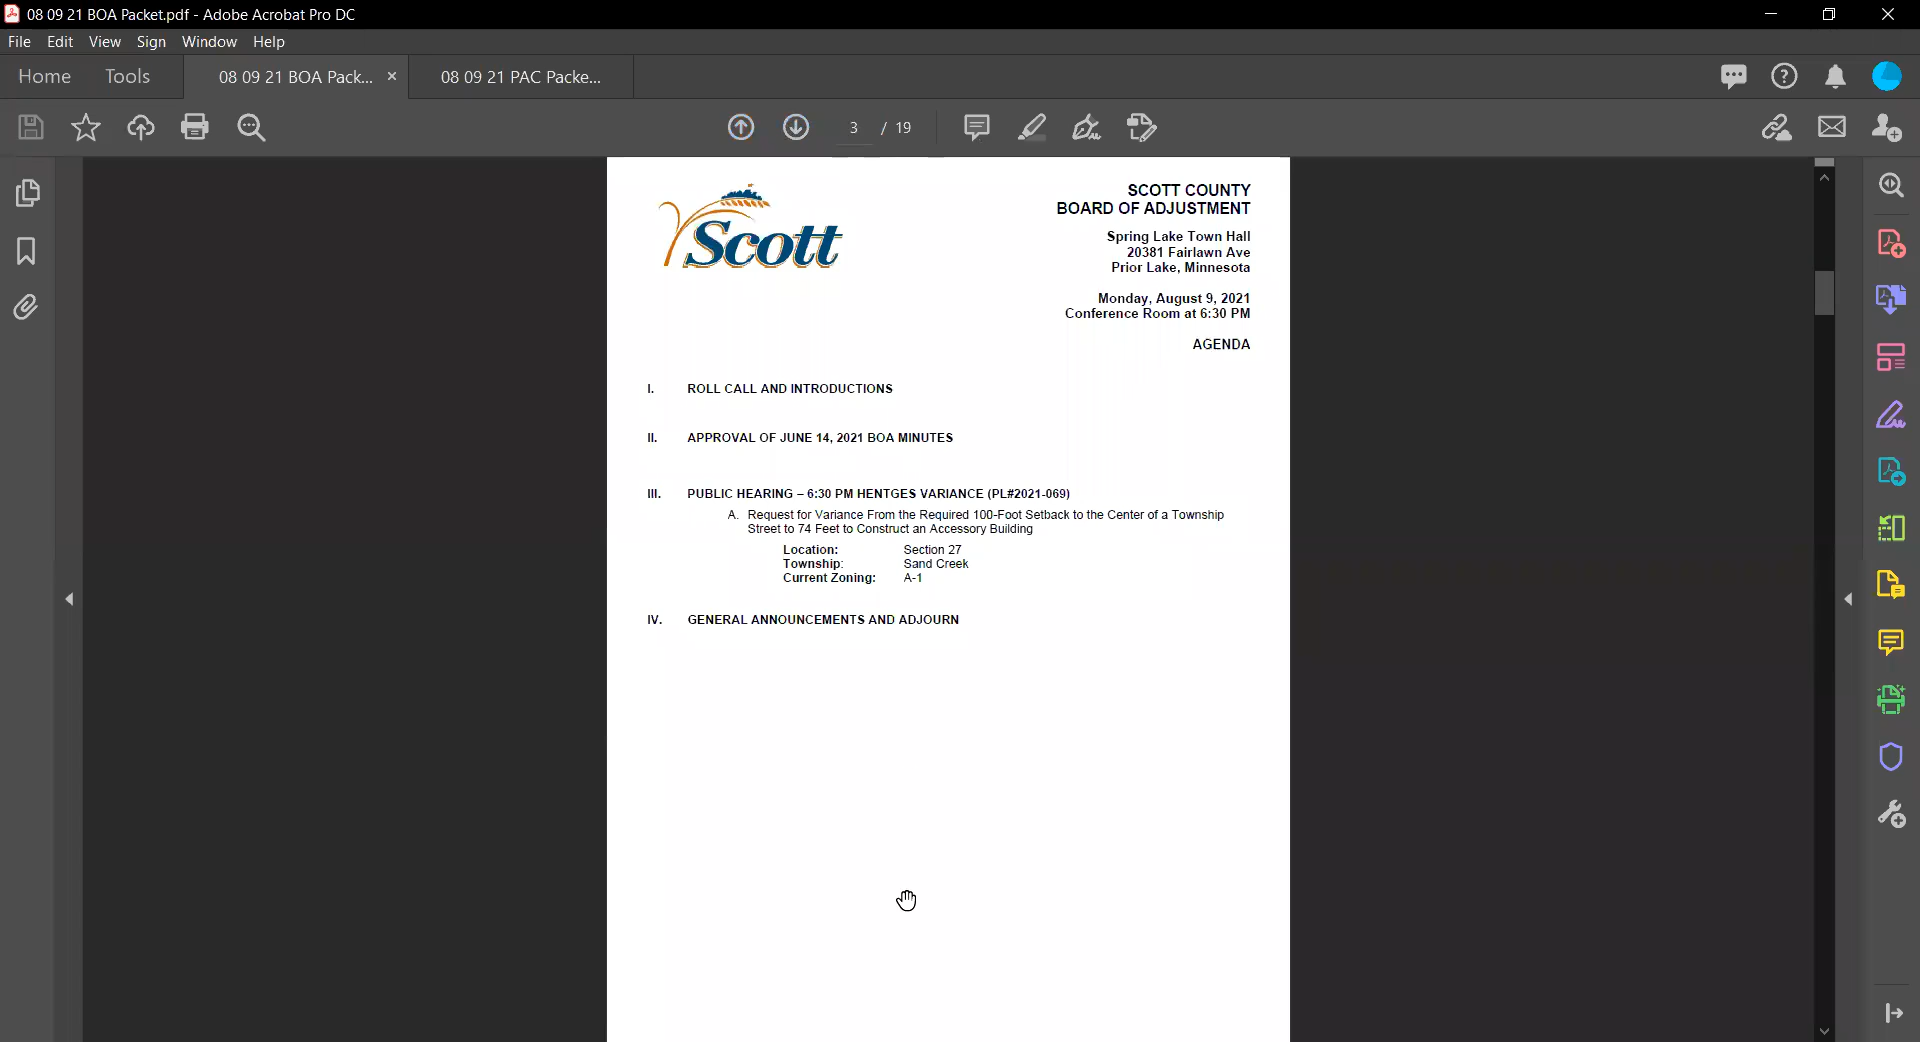 08 09 21 BOA Packet.pdf - Adobe Acrobat Pro DC
File Edit View Sign Window Help
Home Tools 08 09 21 BOA Pack... × 08 09 21 PAC Packe...
3 / 19
Scott
SCOTT COUNTY
BOARD OF ADJUSTMENT
Spring Lake Town Hall
20381 Fairlawn Ave
Prior Lake, Minnesota
Monday, August 9, 2021
Conference Room at 6:30 PM
AGENDA
I. ROLL CALL AND INTRODUCTIONS
II. APPROVAL OF JUNE 14, 2021 BOA MINUTES
III. PUBLIC HEARING – 6:30 PM HENTGES VARIANCE (PL#2021-069)
A. Request for Variance From the Required 100-Foot Setback to the Center of a Township
Street to 74 Feet to Construct an Accessory Building
Location: Section 27
Township: Sand Creek
Current Zoning: A-1
IV. GENERAL ANNOUNCEMENTS AND ADJOURN